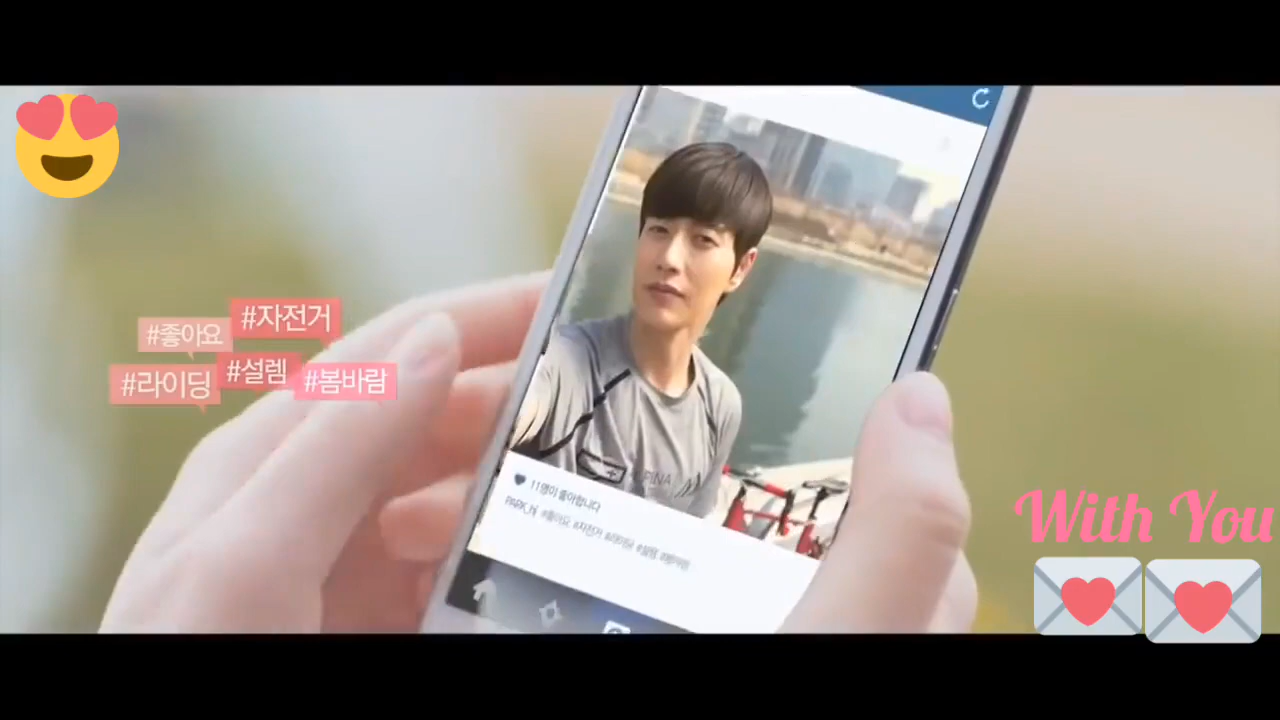 #좋아요 #자전거
#라이딩 #설렘 #봄바람
11명이 좋아합니다
PARK_hi #좋아요 #자전거 #라이딩 #설렘 #봄바람
With You